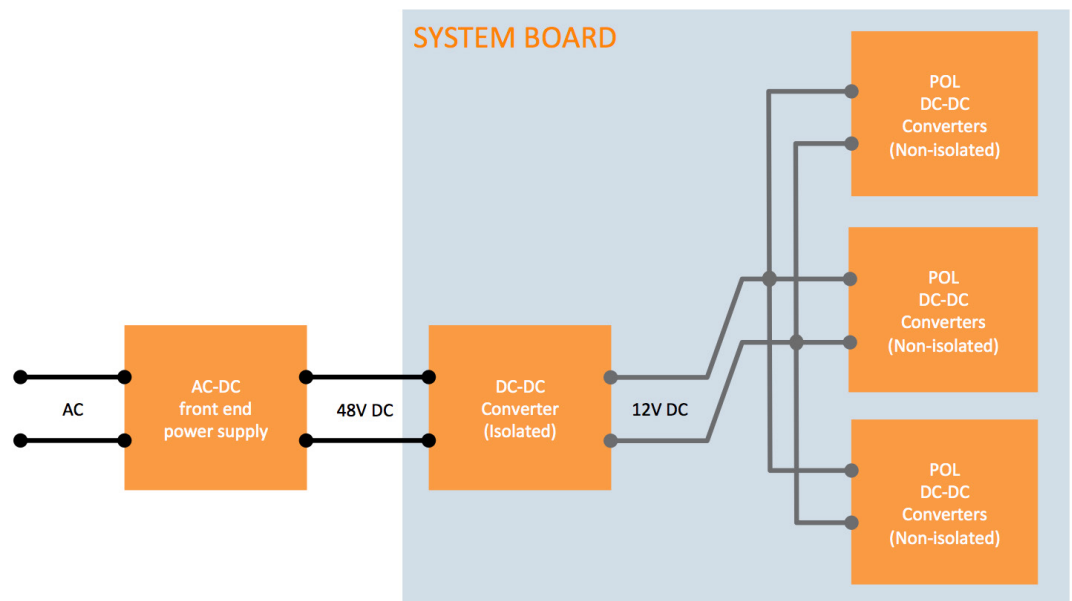 SYSTEM BOARD
POL
DC-DC
Converters
(Non-isolated)
POL
DC-DC
Converters
(Non-isolated)
AC
AC-DC
front end
power supply
48V DC
DC-DC
Converter
(Isolated)
12V DC
POL
DC-DC
Converters
(Non-isolated)